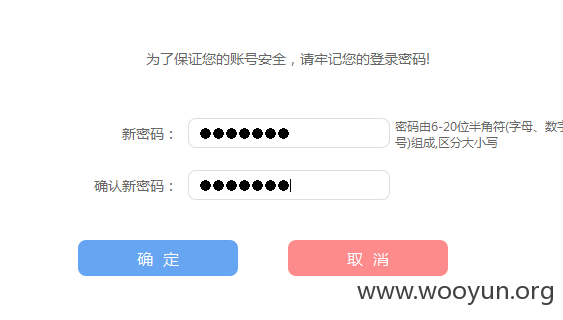 为了保证您的账号安全，请牢记您的登录密码!
新密码： ●●●●●●● 密码由6-20位半角符(字母、数字
号)组成,区分大小写
确认新密码： ●●●●●●●
确 定 取 消
www.wooyun.org